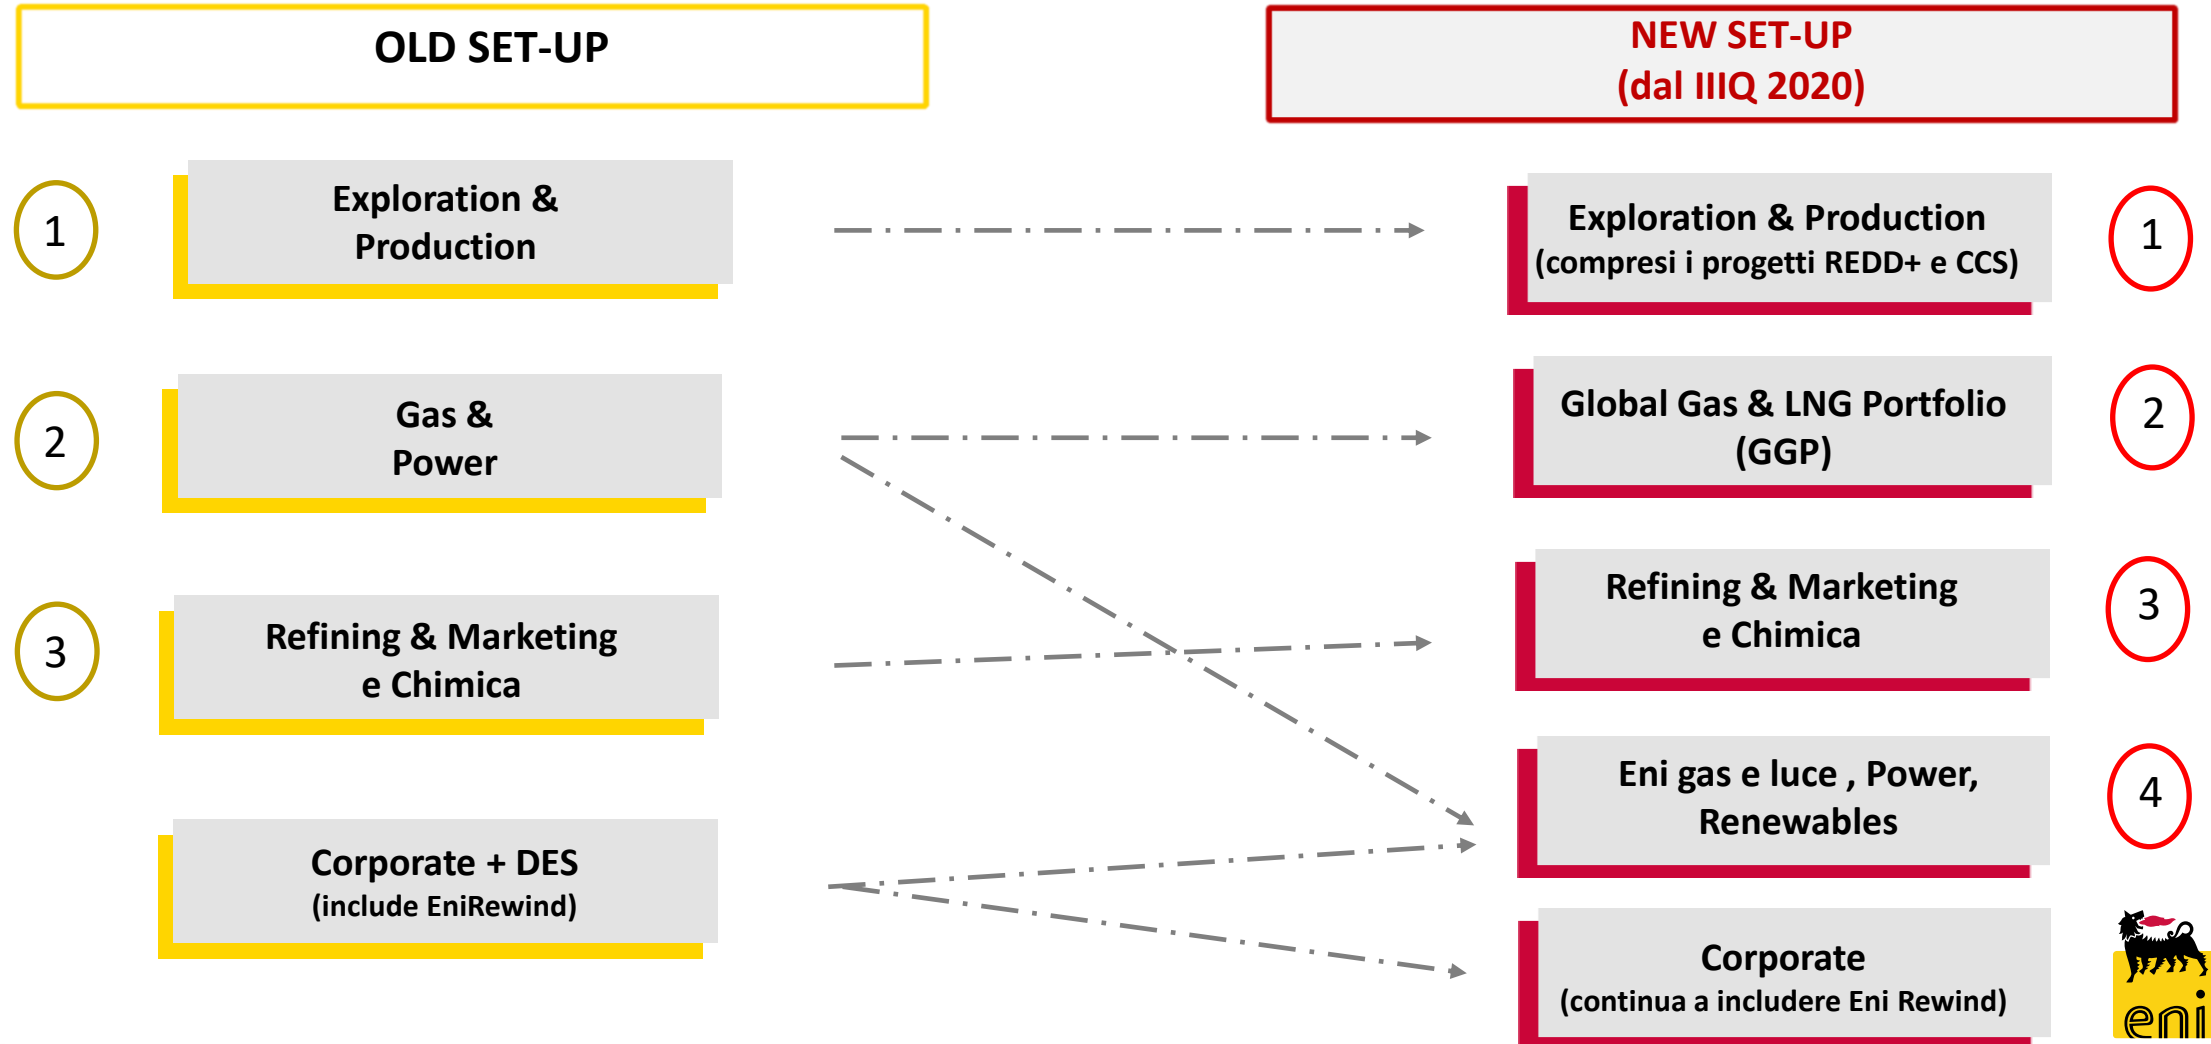 OLD SET-UP
NEW SET-UP
(dal IIIQ 2020)
1
Exploration &
Production
Exploration & Production
(compresi i progetti REDD+ e CCS)
1
2
Gas &
Power
Global Gas & LNG Portfolio
(GGP)
2
3
Refining & Marketing
e Chimica
Refining & Marketing
e Chimica
3
Eni gas e luce , Power,
Renewables
4
Corporate + DES
(include EniRewind)
Corporate
(continua a includere Eni Rewind)
eni